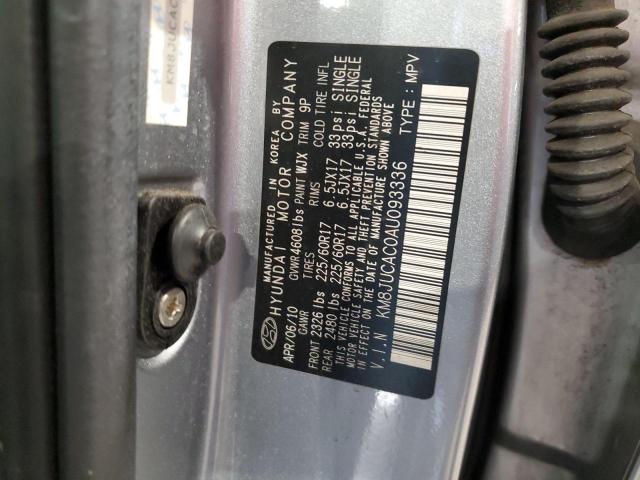 MANUFACTURED IN KOREA BY
HYUNDAI MOTOR COMPANY
APR/06/10 GVWR 4608lbs PAINT WJX TRIM 9P
GAWR TIRES RIMS COLD TIRE INFL
FRONT 2326 lbs 225/60R17 6.5JX17 33psi SINGLE
REAR 2480 lbs 225/60R17 6.5JX17 33psi SINGLE
THIS VEHICLE CONFORMS TO ALL APPLICABLE U.S.A. FEDERAL
MOTOR VEHICLE SAFETY AND THEFT PREVENTION STANDARDS
IN EFFECT ON THE DATE OF MANUFACTURE SHOWN ABOVE
V.I.N KM8JUCAC0AU093336 TYPE : MPV
KM8JUCAC